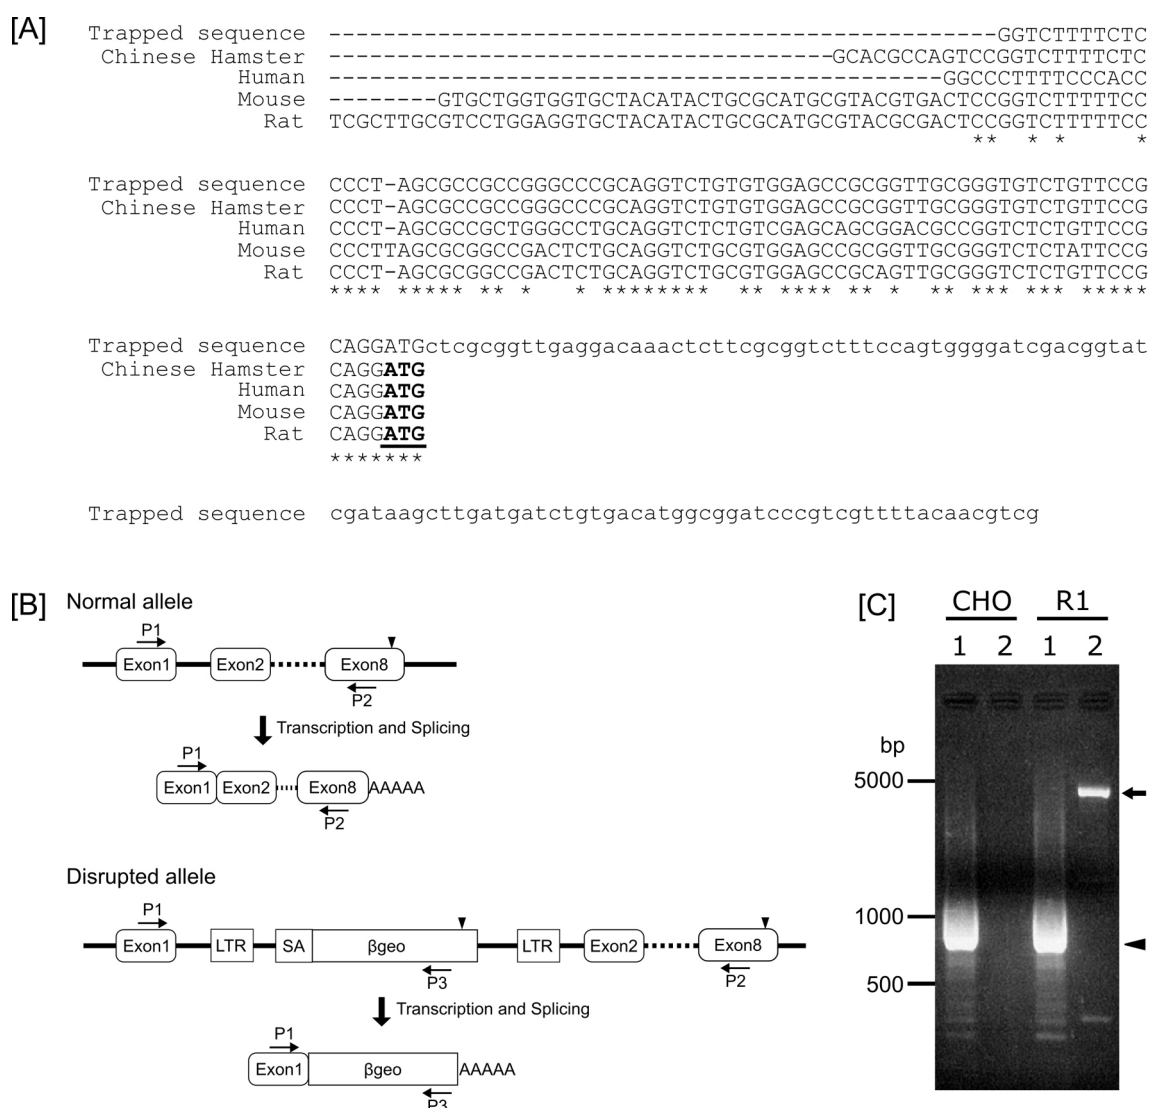 [A]
Trapped sequence -------------------------------------------------GGTCTTTTCTC
Chinese Hamster -------------------------------------GCACGCCAGTCCGGTCTTTTCTC
Human ---------------------------------------------GGCCCTTTTCCCACC
Mouse --------GTGCTGGTGGTGCTACATACTGCGCATGCGTACGTGACTCCGGTCTTTTTCC
Rat TCGCTTGCGTCCTGGAGGTGCTACATACTGCGCATGCGTACGCGACTCCGGTCTTTTTCC
** * * *
Trapped sequence CCCT-AGCGCCGCCGGGCCCGCAGGTCTGTGTGGAGCCGCGGTTGCGGGTGTCTGTTCCG
Chinese Hamster CCCT-AGCGCCGCCGGGCCCGCAGGTCTGTGTGGAGCCGCGGTTGCGGGTGTCTGTTCCG
Human CCCT-AGCGCCGCTGGGCCTGCAGGTCTCTGTCGAGCAGCGGACGCGGGTCTCTGTTCCG
Mouse CCCTTAGCGCGGCCGACTCTGCAGGTCTGCGTGGAGCCGCGGTTGCGGGTCTCTATTCCG
Rat CCCT-AGCGCGGCCGACTCTGCAGGTCTGCGTGGAGCCGCAGTTGCGGGTCTCTGTTCCG
**** ***** ** * * ******** ** **** ** * ** *** *** *****
Trapped sequence CAGGATGctcgcggttgaggacaaactcttcgcggtctttccagtggggatcgacggtat
Chinese Hamster CAGGATG
Human CAGGATG
Mouse CAGGATG
Rat CAGGATG
*******
Trapped sequence cgataagcttgatgatctgtgacatggcggatcccgtcgttttacaacgtcg
[B] Normal allele
P1
Exon1 Exon2 Exon8
P2
Transcription and Splicing
P1
Exon1 Exon2 Exon8 AAAAA
P2
Disrupted allele
P1
Exon1 LTR SA βgeo LTR Exon2 Exon8
P3 P2
Transcription and Splicing
P1
Exon1 βgeo AAAAA
P3
[C] CHO R1
1 2 1 2
bp
5000
1000
500